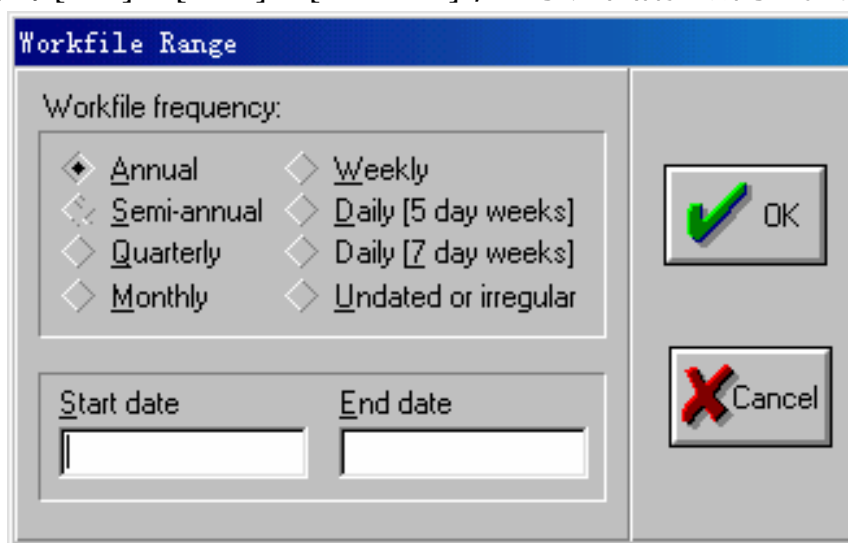 Workfile Range
Workfile frequency:
Annual
Semi-annual
Quarterly
Monthly
Weekly
Daily [5 day weeks]
Daily [7 day weeks]
Undated or irregular
Start date
End date
OK
Cancel